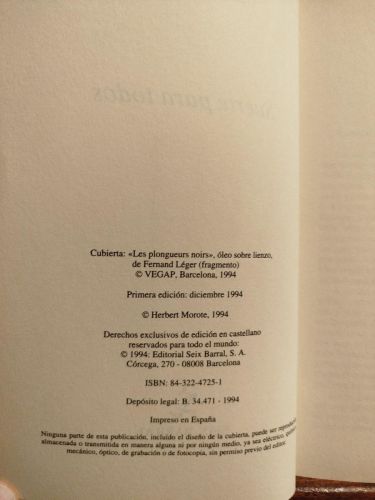 Cubierta: «Les plongueurs noirs», óleo sobre lienzo,
de Fernand Léger (fragmento)
© VEGAP, Barcelona, 1994
Primera edición: diciembre 1994
© Herbert Morote, 1994
Derechos exclusivos de edición en castellano
reservados para todo el mundo:
© 1994: Editorial Seix Barral, S. A.
Córcega, 270 - 08008 Barcelona
ISBN: 84-322-4725-1
Depósito legal: B. 34.471 - 1994
Impreso en España
Ninguna parte de esta publicación, incluido el diseño de la cubierta, puede ser
almacenada o transmitida en manera alguna ni por ningún medio, ya sea eléctrico,
mecánico, óptico, de grabación o de fotocopia, sin permiso previo del editor.